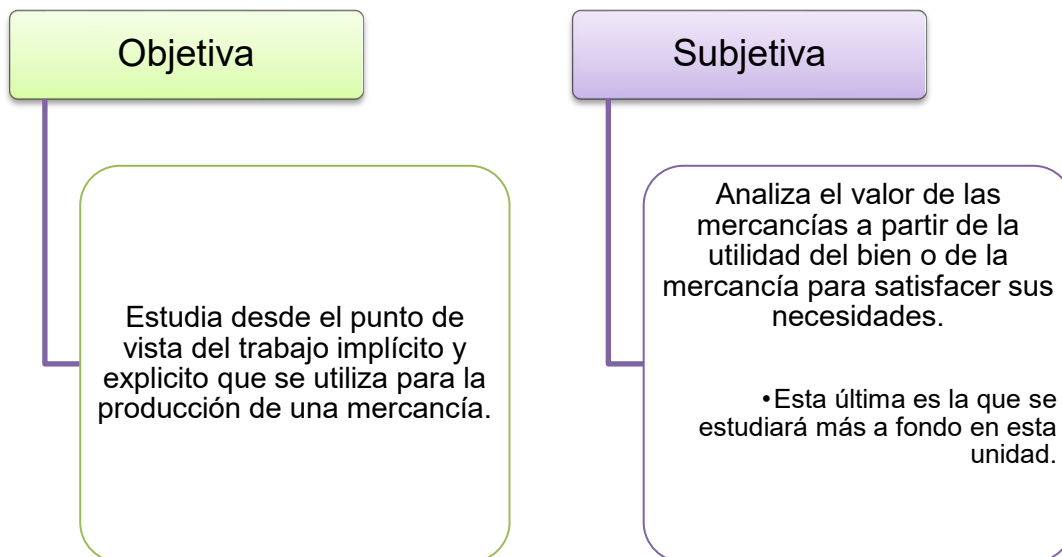 Objetiva
Estudia desde el punto de
vista del trabajo implícito y
explicito que se utiliza para la
producción de una mercancía.
Subjetiva
Analiza el valor de las
mercancías a partir de la
utilidad del bien o de la
mercancía para satisfacer sus
necesidades.
•Esta última es la que se
estudiará más a fondo en esta
unidad.